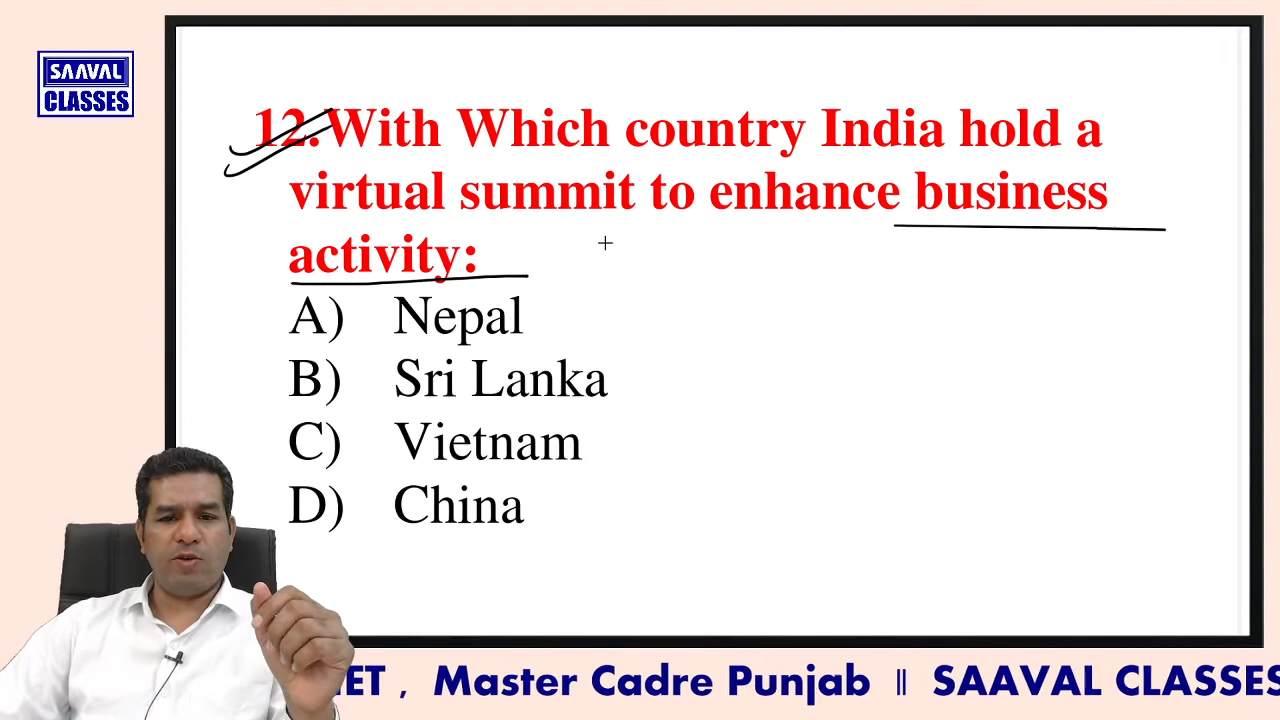 SAAVAL
CLASSES
12.With Which country India hold a
virtual summit to enhance business
activity:
A) Nepal
B) Sri Lanka
C) Vietnam
D) China
Master Cadre Punjab || SAAVAL CLASSES